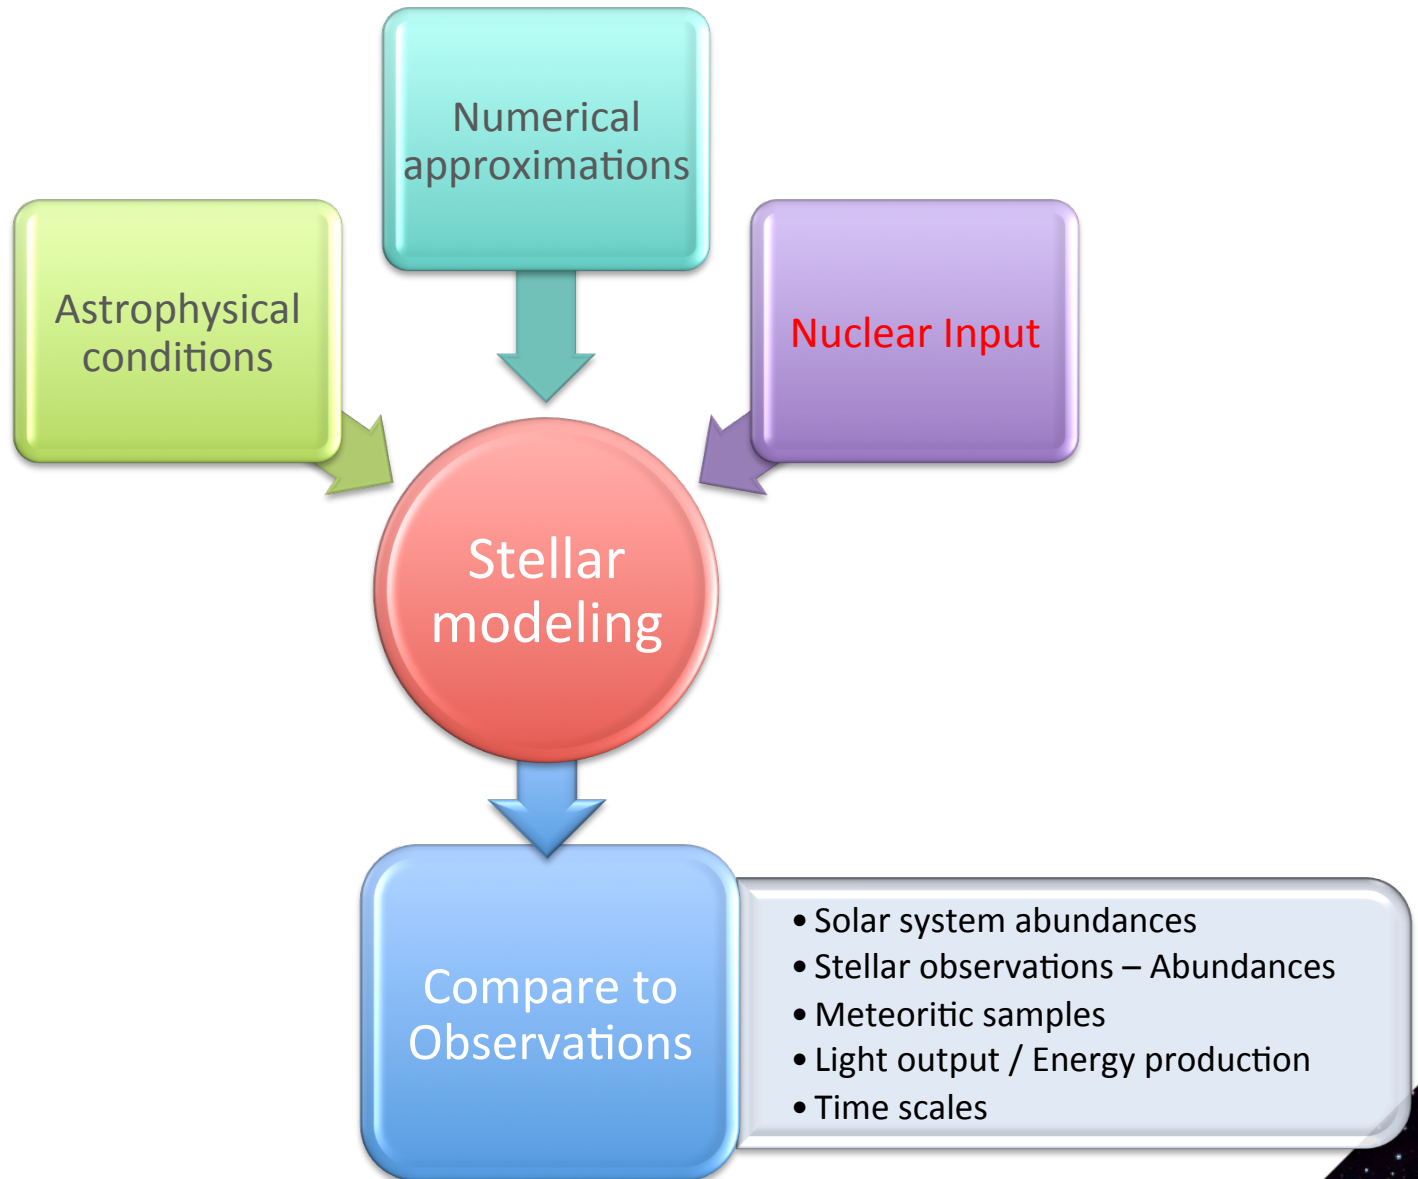 Numerical
approximations
Astrophysical
conditions
Nuclear Input
Stellar
modeling
Compare to
Observations
• Solar system abundances
• Stellar observations – Abundances
• Meteoritic samples
• Light output / Energy production
• Time scales